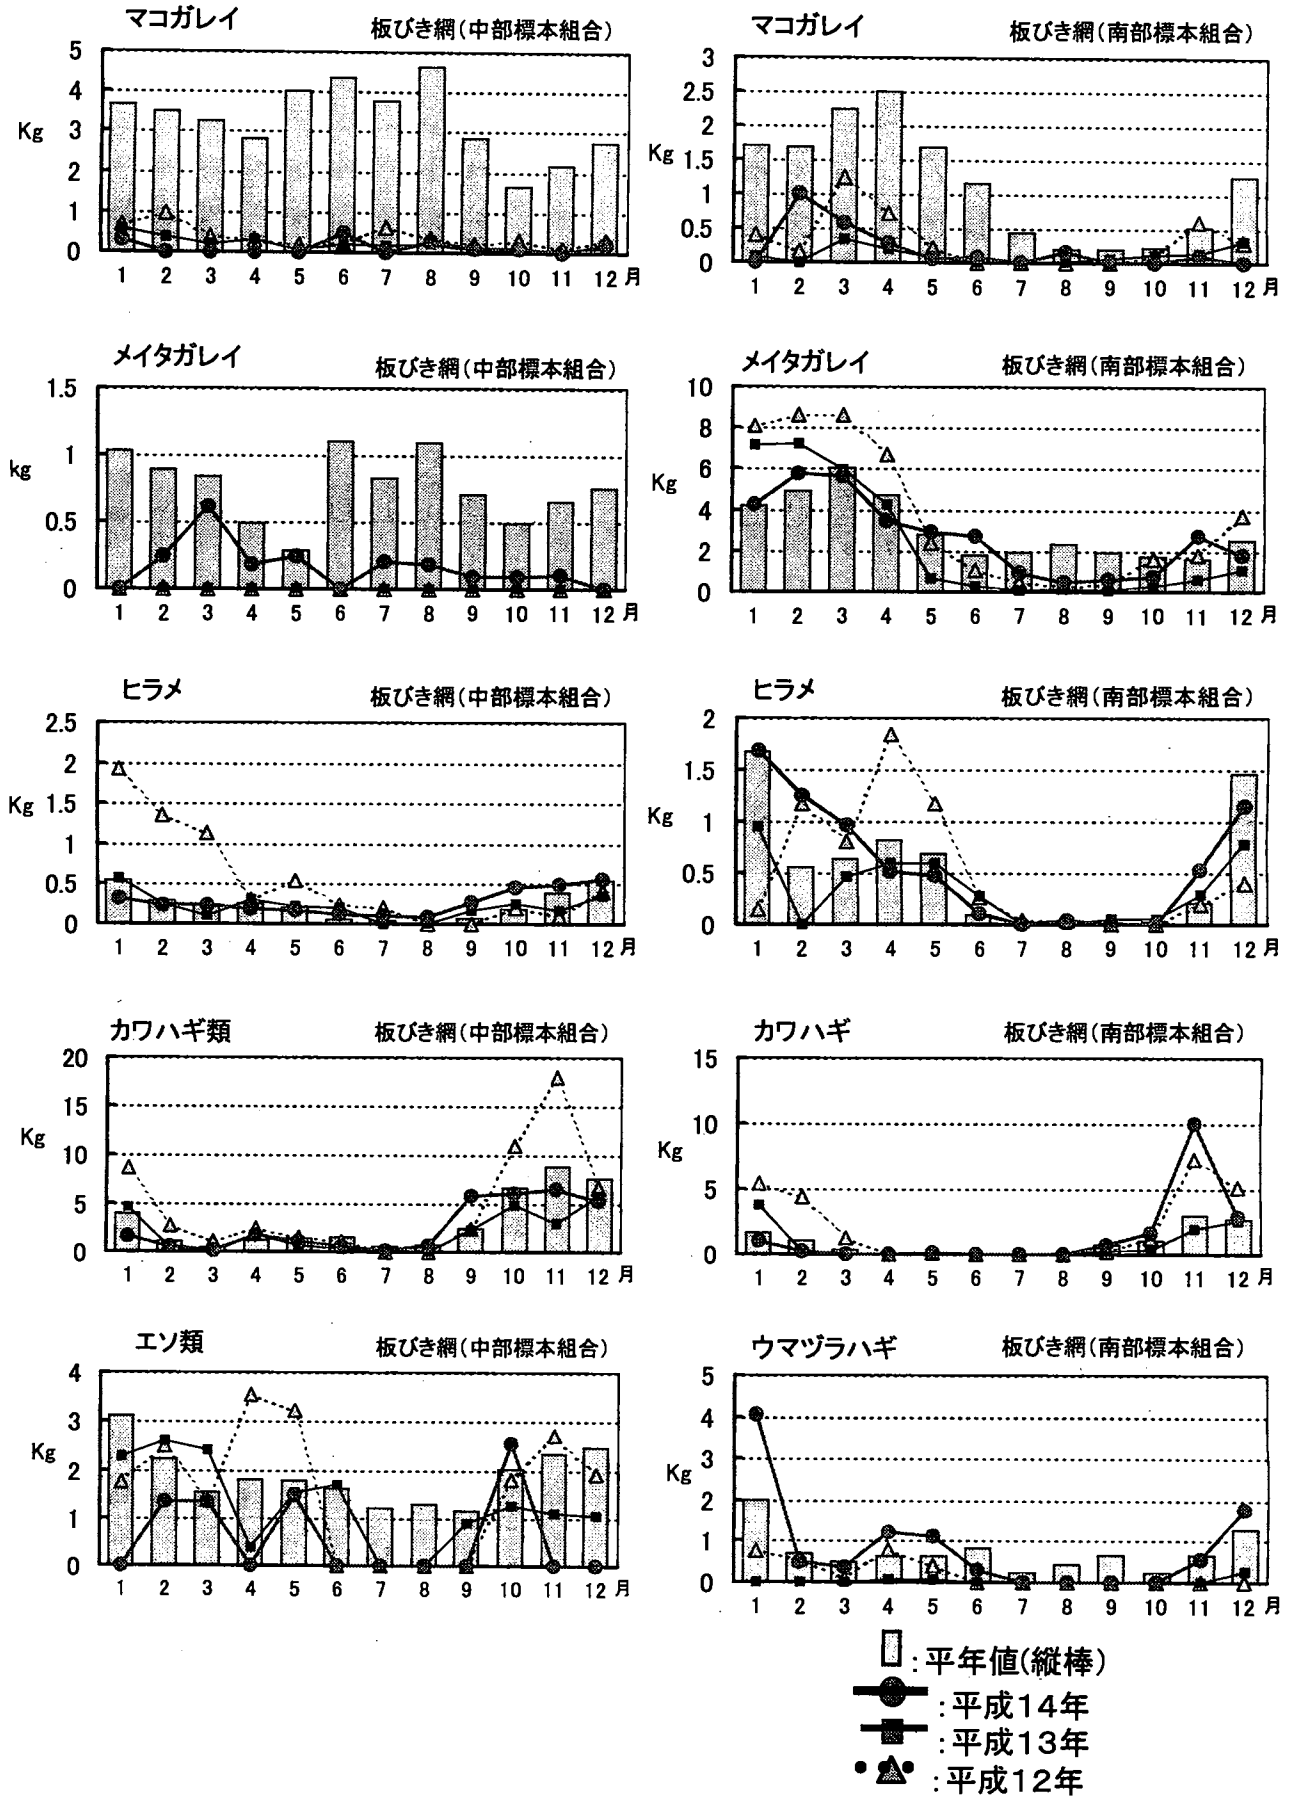 マコガレイ 板びき網(中部標本組合)
5
4
3
2
1
0
Kg
1 2 3 4 5 6 7 8 9 10 11 12 月
マコガレイ 板びき網(南部標本組合)
3
2.5
2
1.5
1
0.5
0
Kg
1 2 3 4 5 6 7 8 9 10 11 12 月
メイタガレイ 板びき網(中部標本組合)
1.5
1
0.5
0
kg
1 2 3 4 5 6 7 8 9 10 11 12 月
メイタガレイ 板びき網(南部標本組合)
10
8
6
4
2
0
Kg
1 2 3 4 5 6 7 8 9 10 11 12 月
ヒラメ 板びき網(中部標本組合)
2.5
2
1.5
1
0.5
0
Kg
1 2 3 4 5 6 7 8 9 10 11 12 月
ヒラメ 板びき網(南部標本組合)
2
1.5
1
0.5
0
Kg
1 2 3 4 5 6 7 8 9 10 11 12 月
カワハギ類 板びき網(中部標本組合)
20
15
10
5
0
Kg
1 2 3 4 5 6 7 8 9 10 11 12 月
カワハギ 板びき網(南部標本組合)
15
10
5
0
Kg
1 2 3 4 5 6 7 8 9 10 11 12 月
エソ類 板びき網(中部標本組合)
4
3
2
1
0
Kg
1 2 3 4 5 6 7 8 9 10 11 12 月
ウマヅラハギ 板びき網(南部標本組合)
5
4
3
2
1
0
Kg
1 2 3 4 5 6 7 8 9 10 11 12 月
:平年値(縦棒)
:平成14年
:平成13年
:平成12年